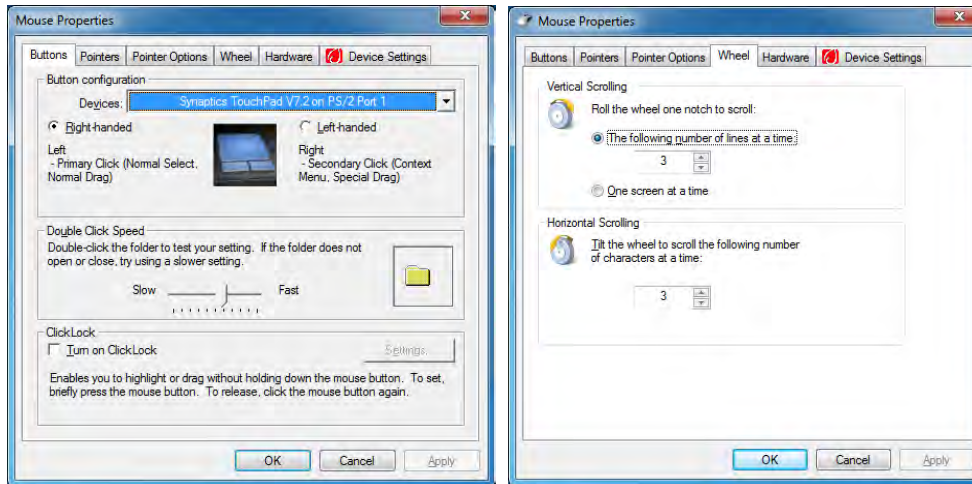 Mouse Properties
Buttons Pointers Pointer Options Wheel Hardware Device Settings
Button configuration
Devices: Synaptics TouchPad V7.2 on PS/2 Port 1
Right-handed
Left-handed
Left
- Primary Click (Normal Select,
Normal Drag)
Right
- Secondary Click (Context
Menu, Special Drag)
Double Click Speed
Double-click the folder to test your setting. If the folder does not
open or close, try using a slower setting.
Slow Fast
ClickLock
Turn on ClickLock
Settings...
Enables you to highlight or drag without holding down the mouse button. To set,
briefly press the mouse button. To release, click the mouse button again.
OK Cancel Apply
Mouse Properties
Buttons Pointers Pointer Options Wheel Hardware Device Settings
Vertical Scrolling
Roll the wheel one notch to scroll:
The following number of lines at a time:
3
One screen at a time
Horizontal Scrolling
Tilt the wheel to scroll the following number
of characters at a time:
3
OK Cancel Apply